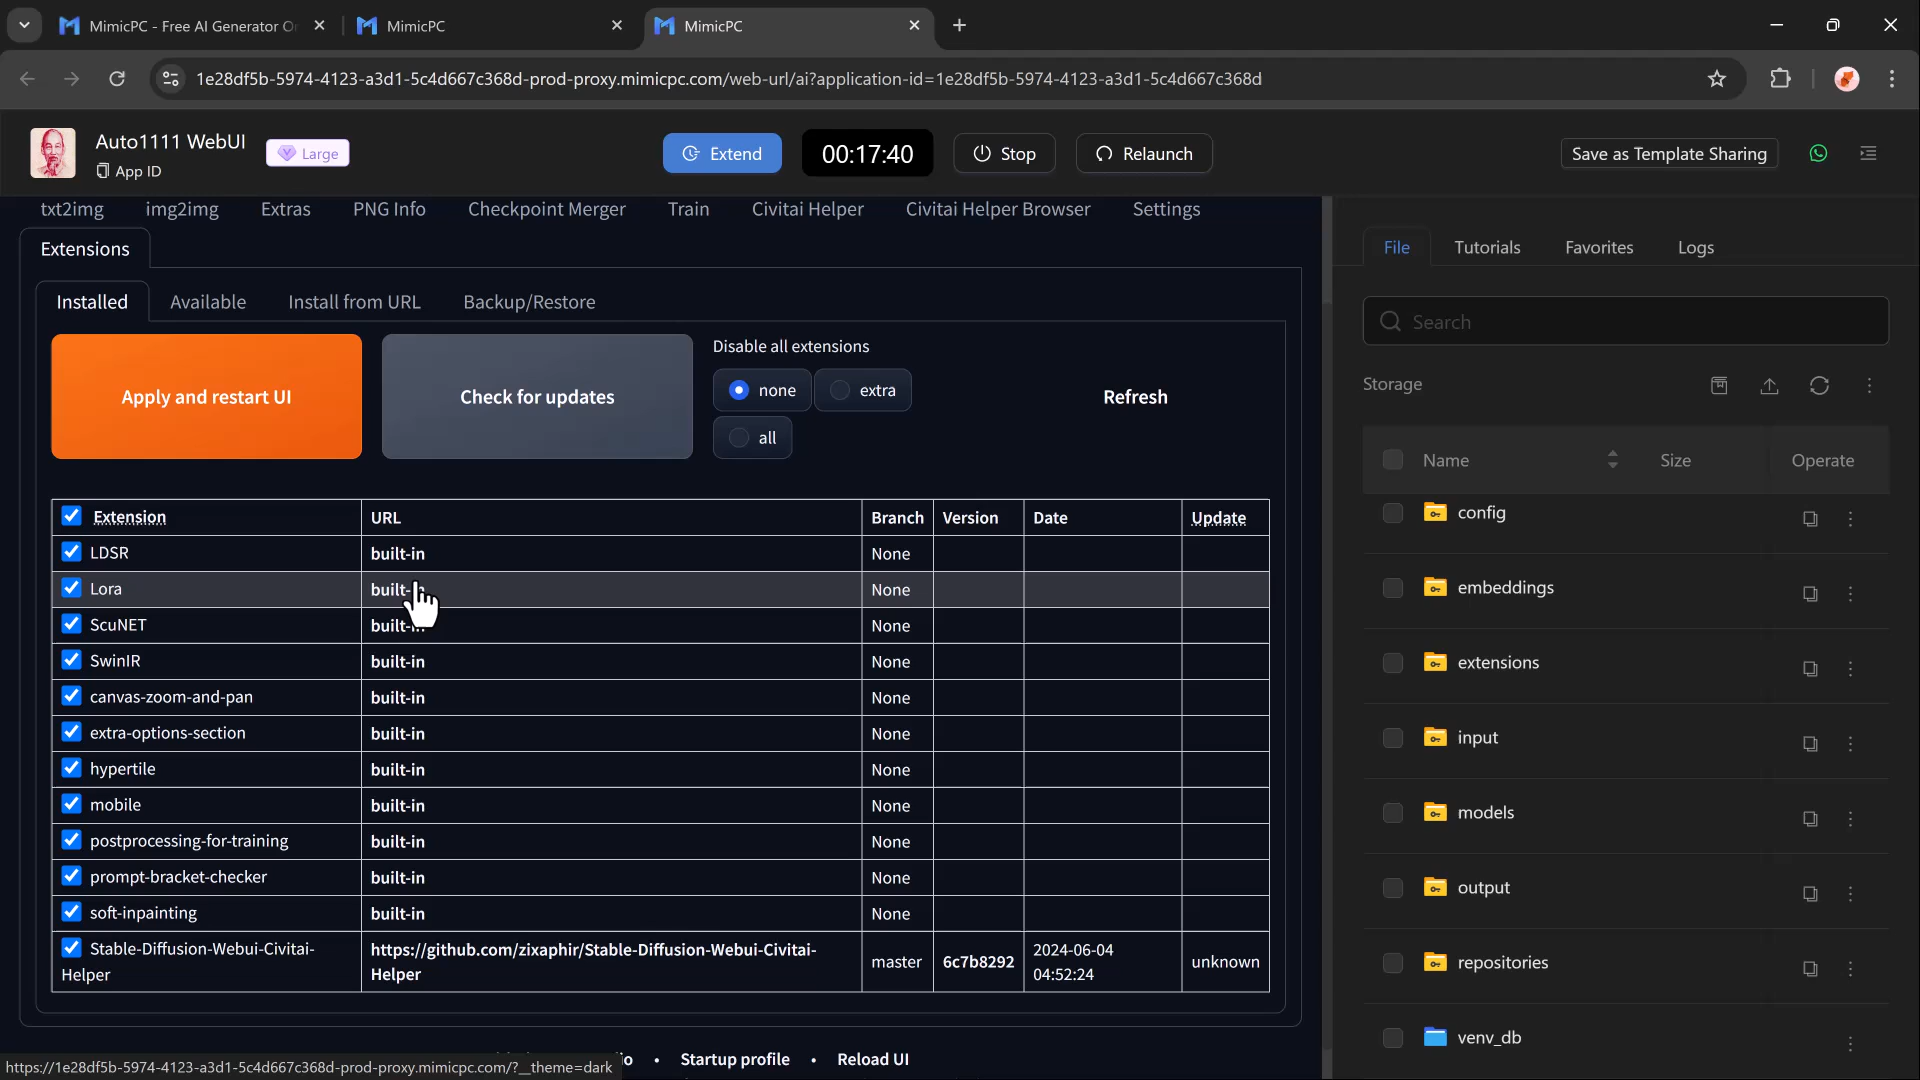 MimicPC - Free AI Generator O
MimicPC
MimicPC
1e28df5b-5974-4123-a3d1-5c4d667c368d-prod-proxy.mimicpc.com/web-url/ai?application-id=1e28df5b-5974-4123-a3d1-5c4d667c368d
Auto1111 WebUI
App ID
Large
Extend
00:17:40
Stop
Relaunch
Save as Template Sharing
txt2img img2img Extras PNG Info Checkpoint Merger Train Civitai Helper Civitai Helper Browser Settings
Extensions
Installed Available Install from URL Backup/Restore
Apply and restart UI
Check for updates
Disable all extensions
none extra
all
Refresh
Extension URL Branch Version Date Update
LDSR built-in None
Lora built- None
ScuNET built-in None
SwinIR built-in None
canvas-zoom-and-pan built-in None
extra-options-section built-in None
hypertile built-in None
mobile built-in None
postprocessing-for-training built-in None
prompt-bracket-checker built-in None
soft-inpainting built-in None
Stable-Diffusion-Webui-Civitai-
Helper
https://github.com/zixaphir/Stable-Diffusion-Webui-Civitai-
Helper
master
6c7b8292
2024-06-04
04:52:24
unknown
io • Startup profile • Reload UI
https://1e28df5b-5974-4123-a3d1-5c4d667c368d-prod-proxy.mimicpc.com/?__theme=dark
File Tutorials Favorites Logs
Search
Storage
Name Size Operate
config
embeddings
extensions
input
models
output
repositories
venv_db